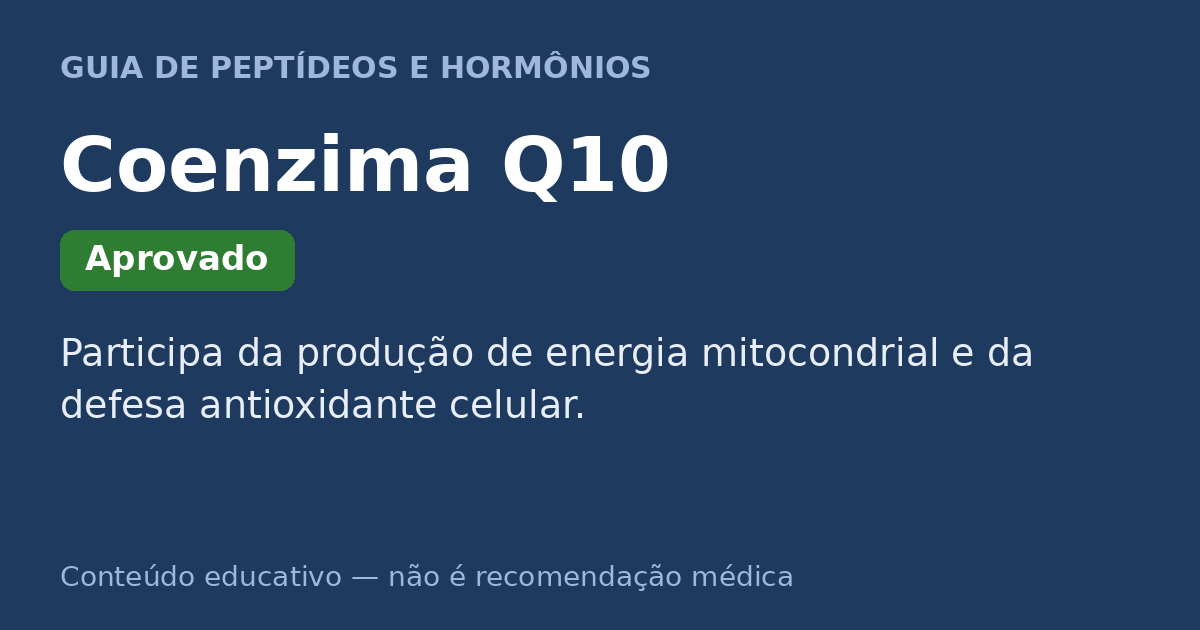 GUIA DE PEPTÍDEOS E HORMÔNIOS
Coenzima Q10
Aprovado
Participa da produção de energia mitocondrial e da
defesa antioxidante celular.
Conteúdo educativo — não é recomendação médica